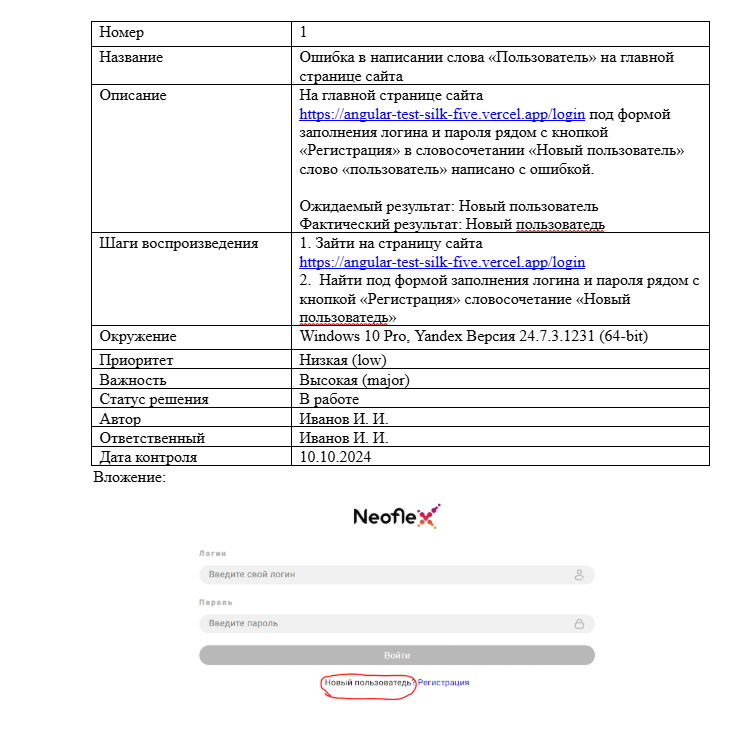 Номер 1
Название Ошибка в написании слова «Пользователь» на главной
странице сайта
Описание На главной странице сайта
https://angular-test-silk-five.vercel.app/login под формой
заполнения логина и пароля рядом с кнопкой
«Регистрация» в словосочетании «Новый пользователь»
слово «пользователь» написано с ошибкой.
Ожидаемый результат: Новый пользователь
Фактический результат: Новый пользоватедь
Шаги воспроизведения 1. Зайти на страницу сайта
https://angular-test-silk-five.vercel.app/login
2. Найти под формой заполнения логина и пароля рядом с
кнопкой «Регистрация» словосочетание «Новый
пользоватедь»
Окружение Windows 10 Pro, Yandex Версия 24.7.3.1231 (64-bit)
Приоритет Низкая (low)
Важность Высокая (major)
Статус решения В работе
Автор Иванов И. И.
Ответственный Иванов И. И.
Дата контроля 10.10.2024
Вложение:
Neoflex
Логин
Введите свой логин
Пароль
Введите пароль
Войти
Новый пользоватедь? Регистрация